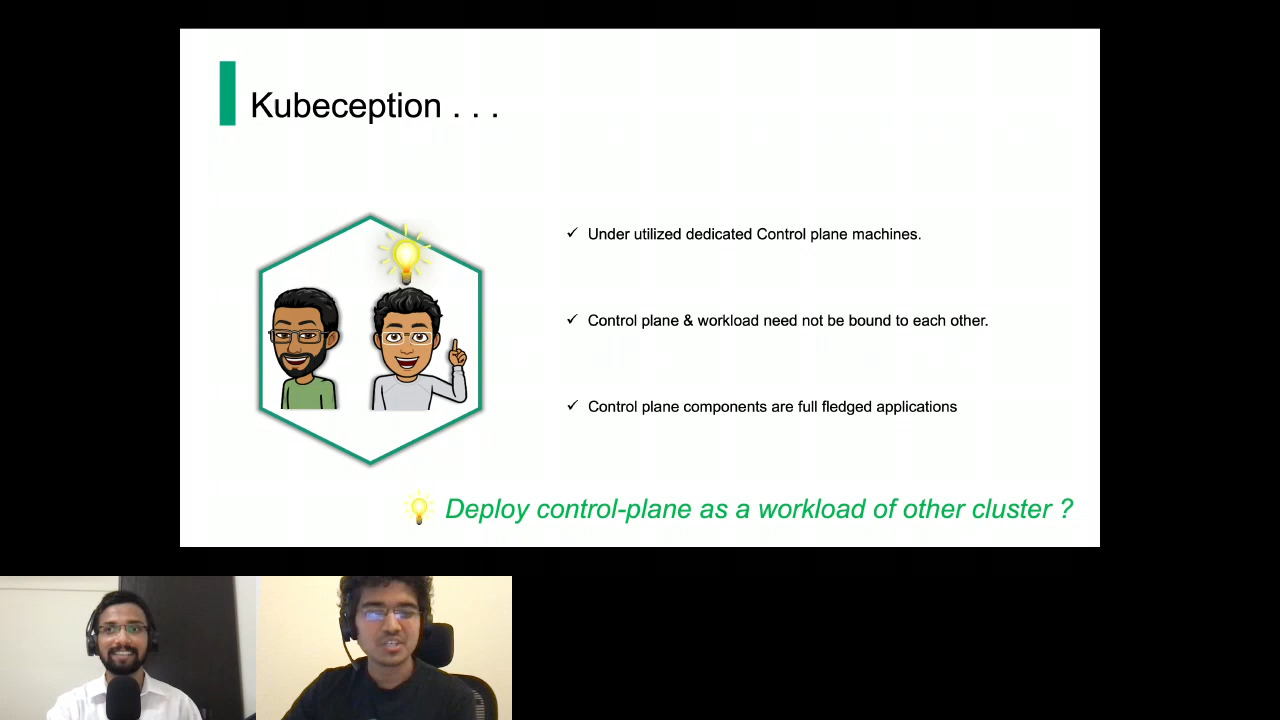 Kubeception . . .
Under utilized dedicated Control plane machines.
Control plane & workload need not be bound to each other.
Control plane components are full fledged applications
Deploy control-plane as a workload of other cluster ?